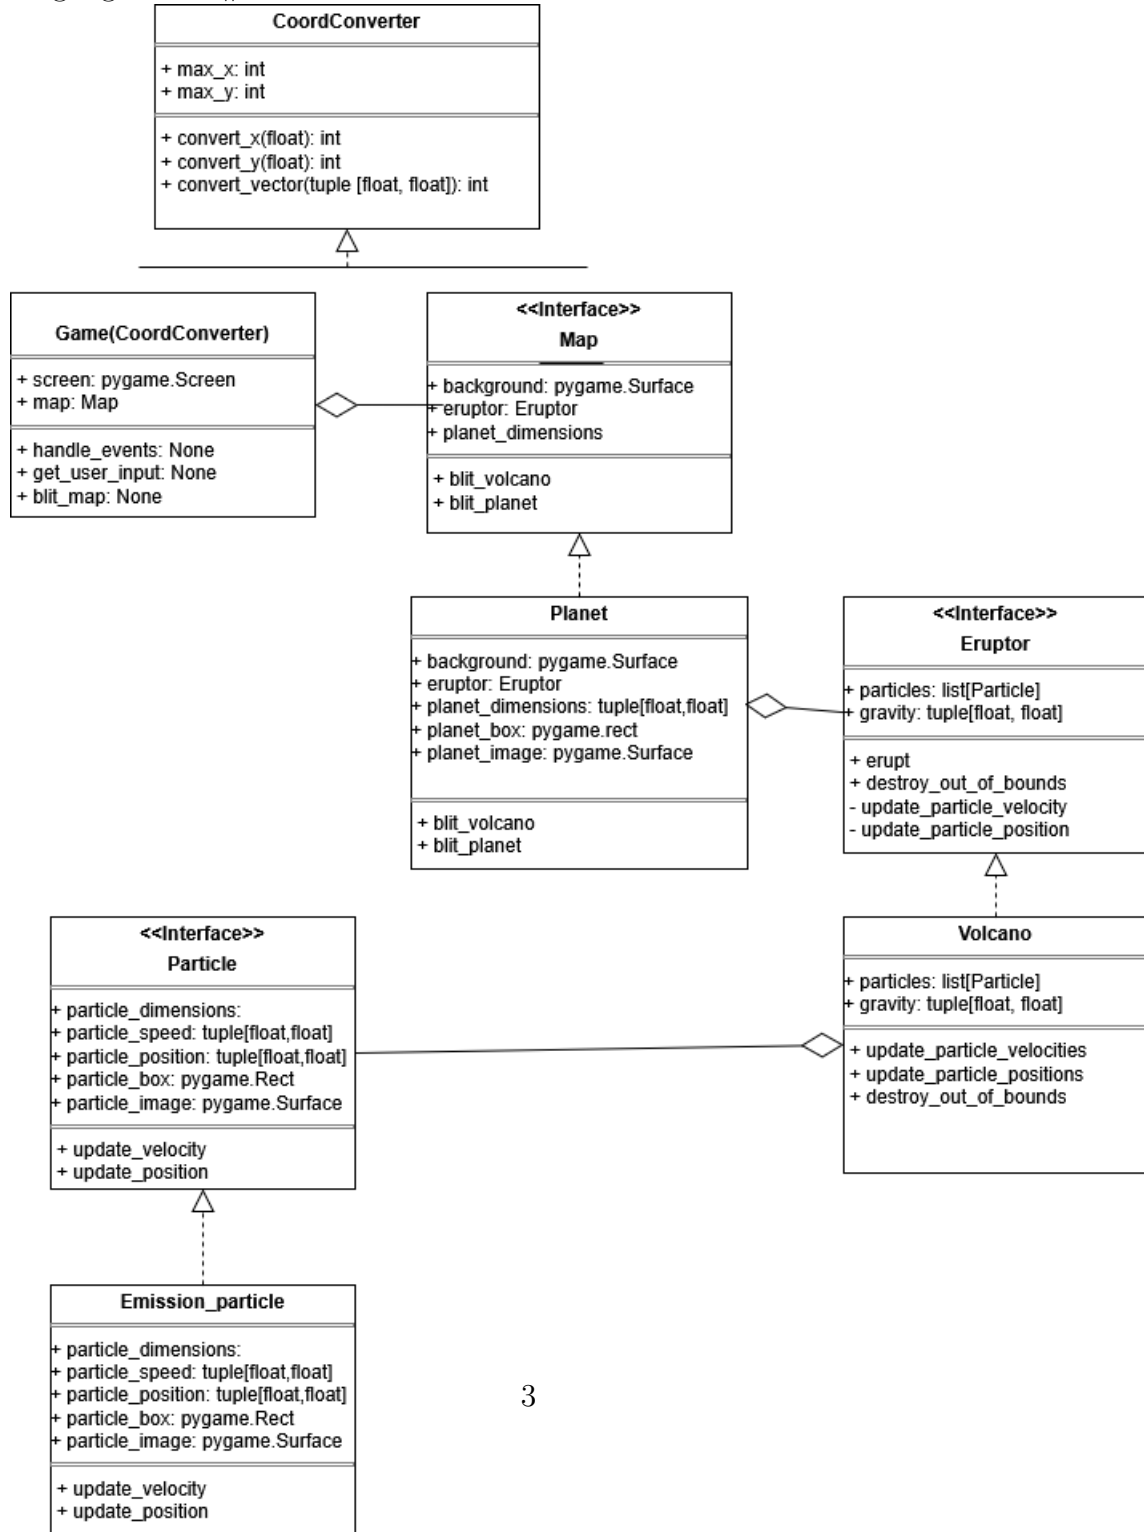 CoordConverter
+ max_x: int
+ max_y: int
+ convert_x(float): int
+ convert_y(float): int
+ convert_vector(tuple [float, float]): int
Game(CoordConverter)
+ screen: pygame.Screen
+ map: Map
+ handle_events: None
+ get_user_input: None
+ blit_map: None
<<Interface>>
Map
+ background: pygame.Surface
+ eruptor: Eruptor
+ planet_dimensions
+ blit_volcano
+ blit_planet
Planet
+ background: pygame.Surface
+ eruptor: Eruptor
+ planet_dimensions: tuple[float,float]
+ planet_box: pygame.rect
+ planet_image: pygame.Surface
+ blit_volcano
+ blit_planet
<<Interface>>
Eruptor
+ particles: list[Particle]
+ gravity: tuple[float, float]
+ erupt
+ destroy_out_of_bounds
- update_particle_velocity
- update_particle_position
<<Interface>>
Particle
+ particle_dimensions:
+ particle_speed: tuple[float,float]
+ particle_position: tuple[float,float]
+ particle_box: pygame.Rect
+ particle_image: pygame.Surface
+ update_velocity
+ update_position
Volcano
+ particles: list[Particle]
+ gravity: tuple[float, float]
+ update_particle_velocities
+ update_particle_positions
+ destroy_out_of_bounds
Emission_particle
+ particle_dimensions:
+ particle_speed: tuple[float,float]
+ particle_position: tuple[float,float]
+ particle_box: pygame.Rect
+ particle_image: pygame.Surface
+ update_velocity
+ update_position
3